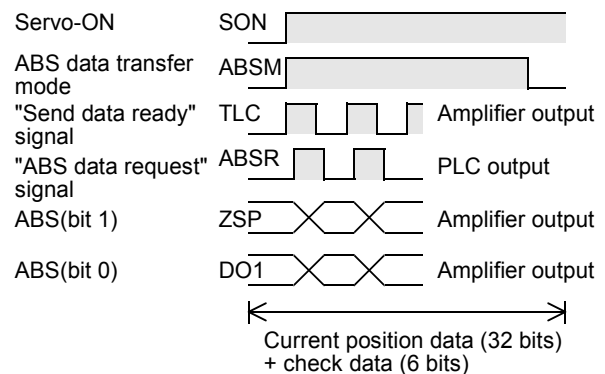 Servo-ON SON
ABS data transfer mode ABSM
"Send data ready" signal TLC Amplifier output
"ABS data request" signal ABSR PLC output
ABS(bit 1) ZSP Amplifier output
ABS(bit 0) DO1 Amplifier output
Current position data (32 bits)
+ check data (6 bits)